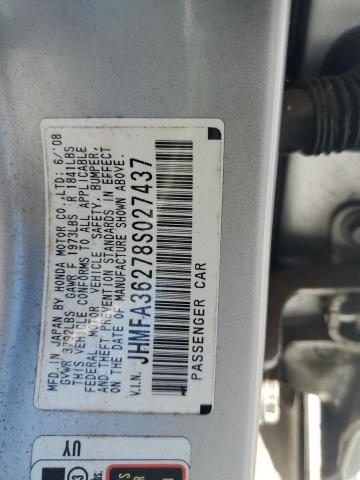 MFD. IN JAPAN BY HONDA MOTOR CO.,LTD; 6/'08
GVWR 3792LBS GAWR F 1973LBS R 1841LBS
THIS VEHICLE CONFORMS TO ALL APPLICABLE
FEDERAL MOTOR VEHICLE SAFETY, BUMPER,
AND THEFT PREVENTION STANDARDS IN EFFECT
ON THE DATE OF MANUFACTURE SHOWN ABOVE.
V.I.N. JHMFA36278S027437
PASSENGER CAR
UY